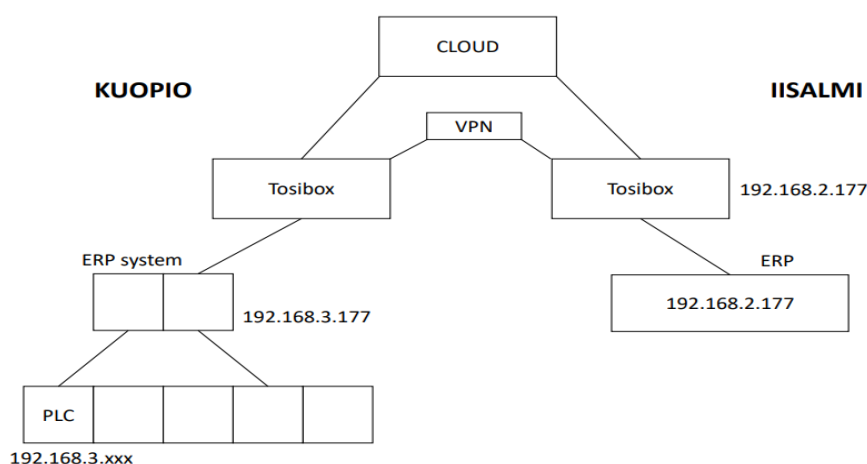 CLOUD
KUOPIO
IISALMI
VPN
Tosibox
Tosibox
192.168.2.177
ERP system
ERP
192.168.3.177
192.168.2.177
PLC
192.168.3.xxx